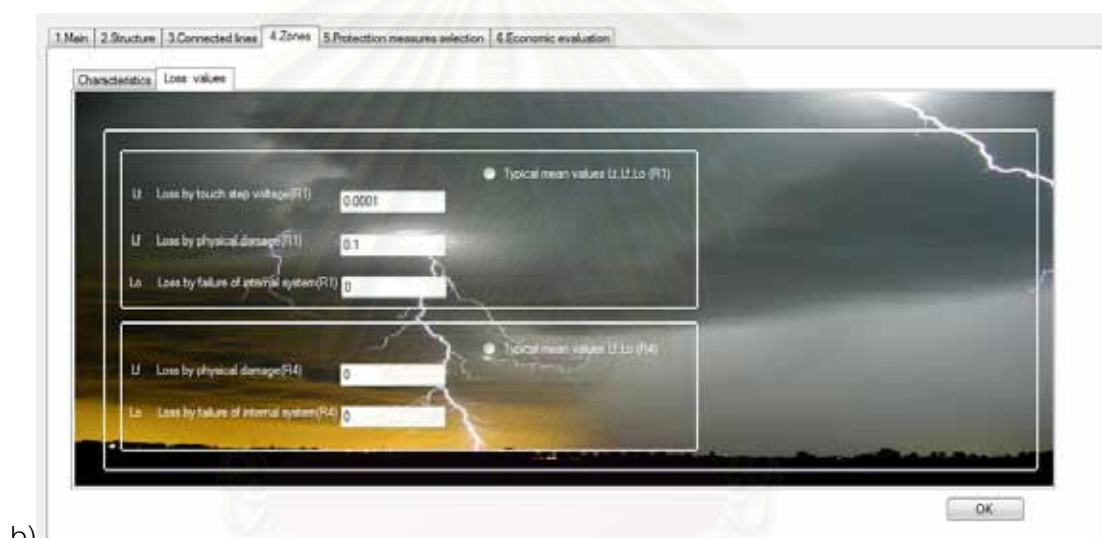 1.Main 2.Structure 3.Connected lines 4.Zones 5.Protecttion measures selection 6.Economic evaluation
Characteristics Loss values
Typical mean values Lt,Lf,Lo (R1)
Lt Loss by touch step voltage(R1) 0.0001
Lf Loss by physical damage(R1) 0.1
Lo Loss by failure of internal system(R1) 0
Typical mean values Lf,Lo (R4)
Lf Loss by physical damage(R4) 0
Lo Loss by failure of internal system(R4) 0
OK
b)